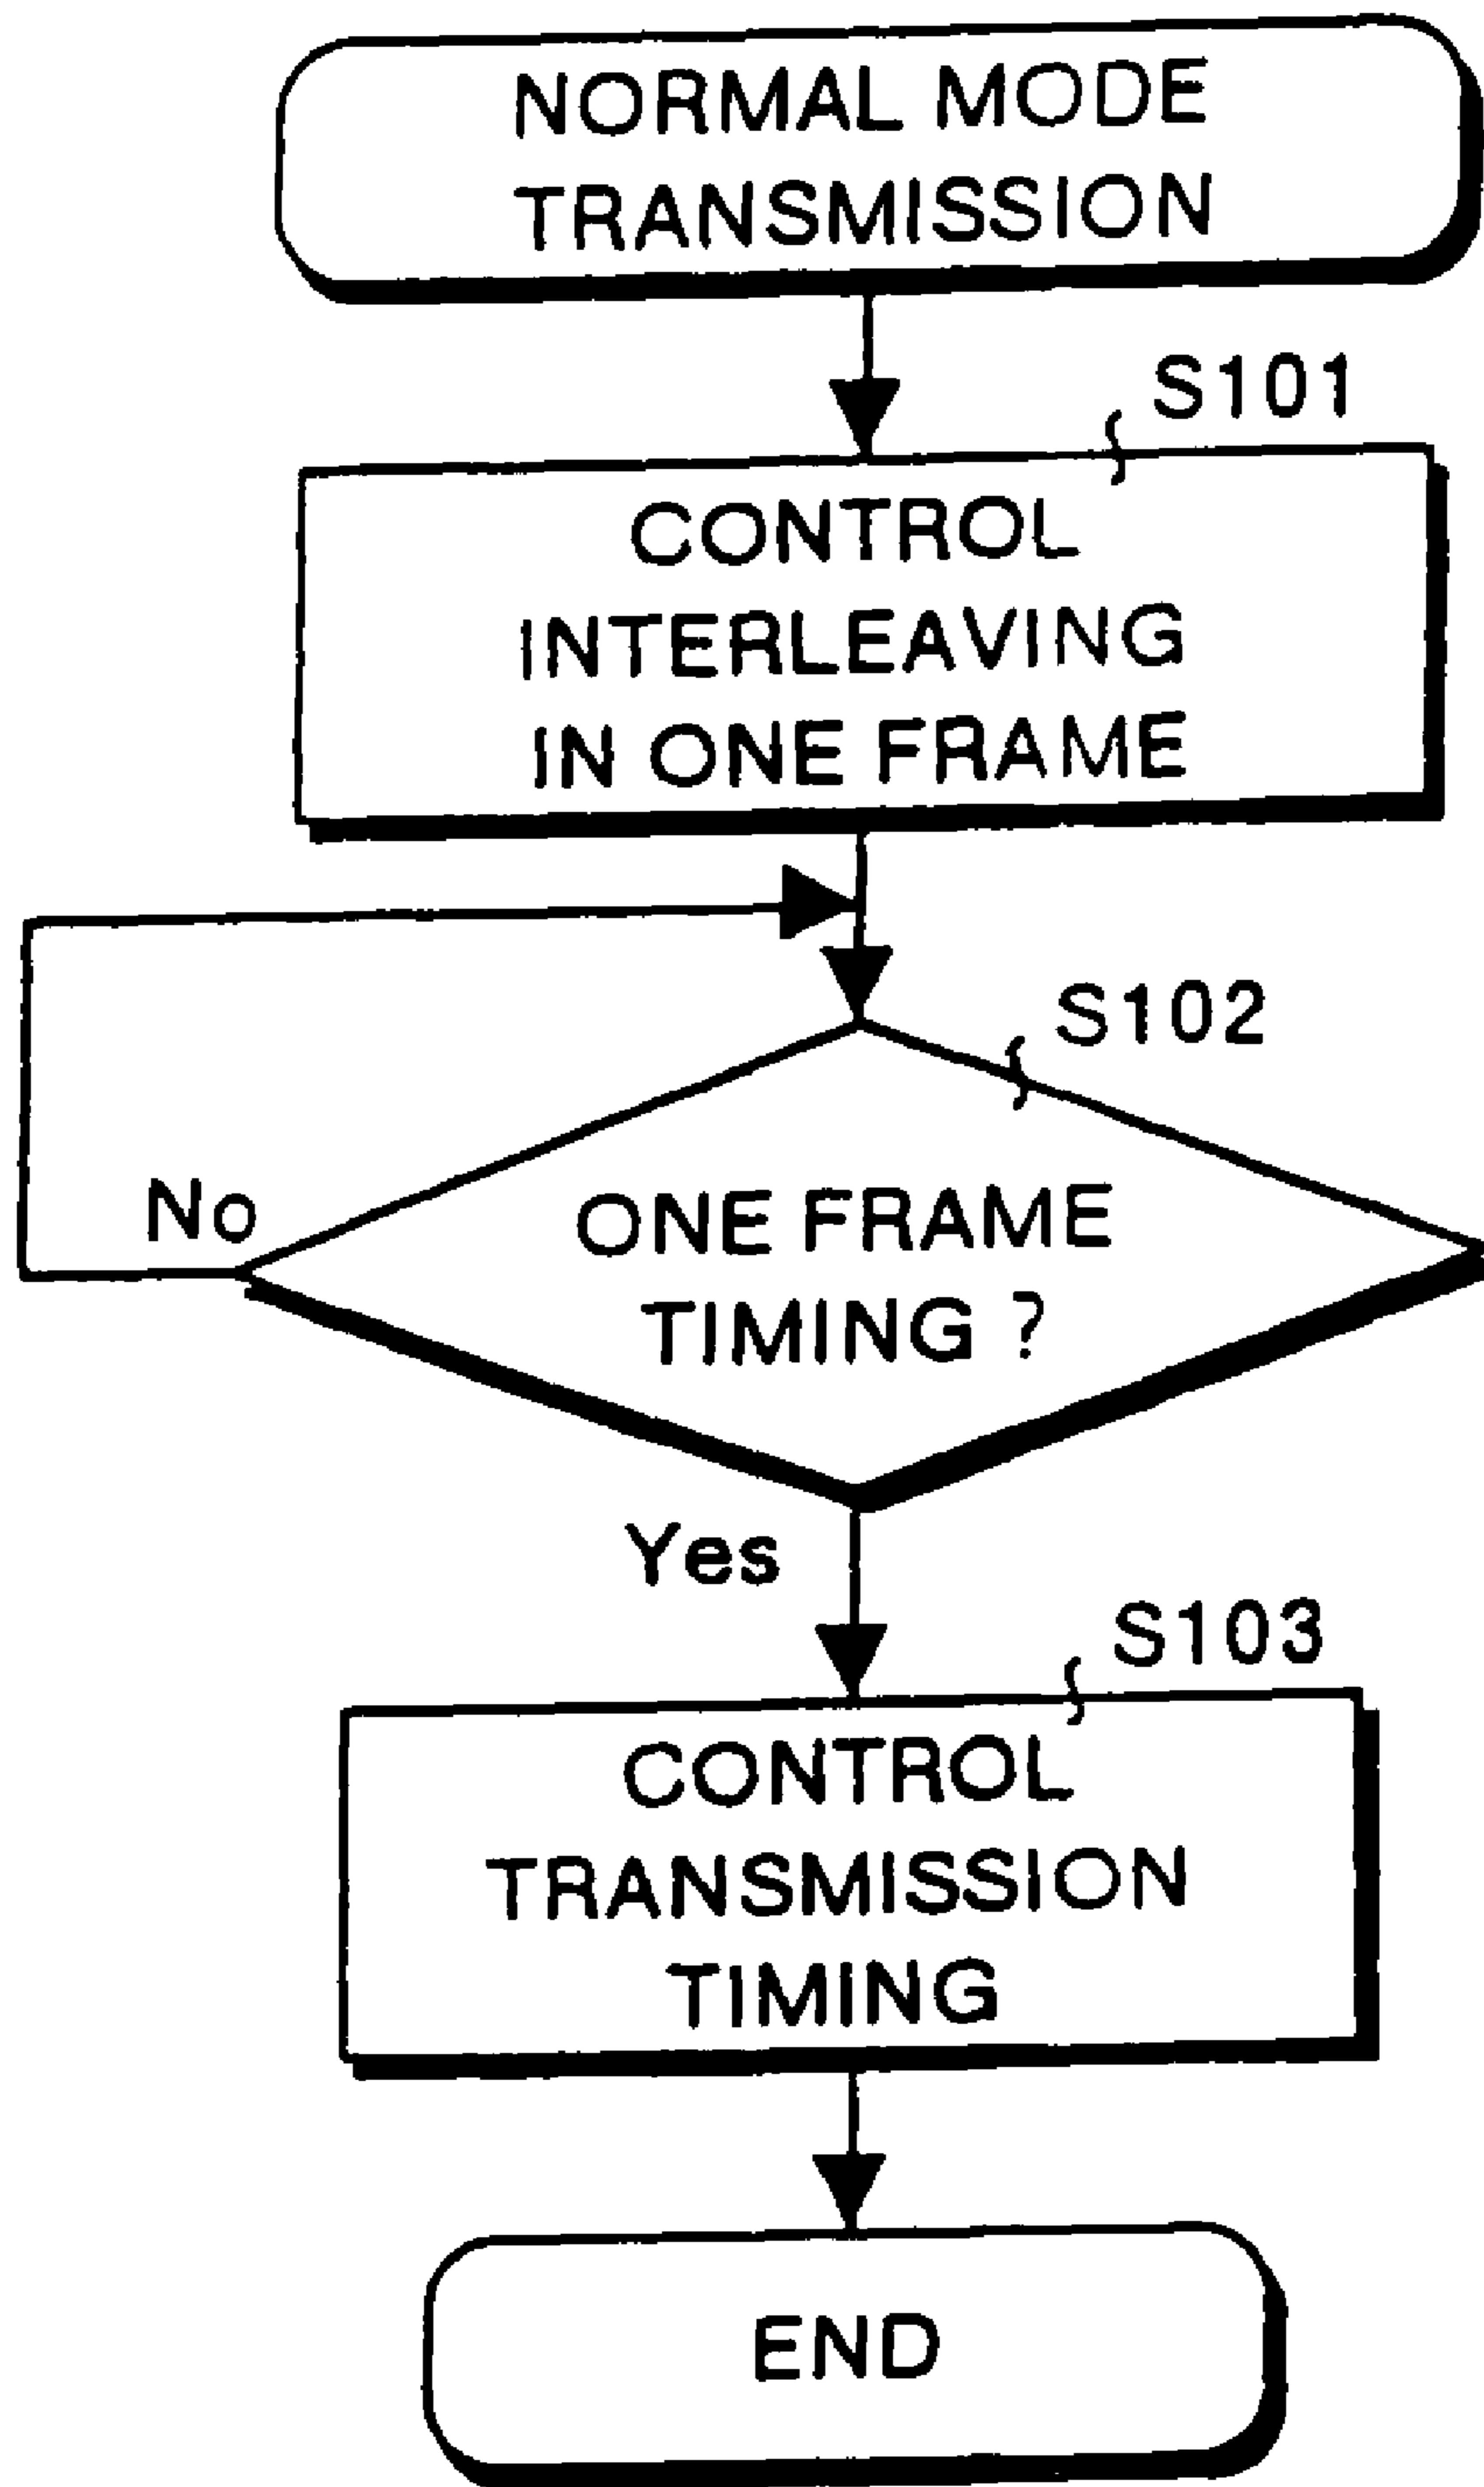 NORMAL MODE
TRANSMISSION
S101
CONTROL
INTERLEAVING
IN ONE FRAME
S102
No
ONE FRAME
TIMING ?
Yes
S103
CONTROL
TRANSMISSION
TIMING
END